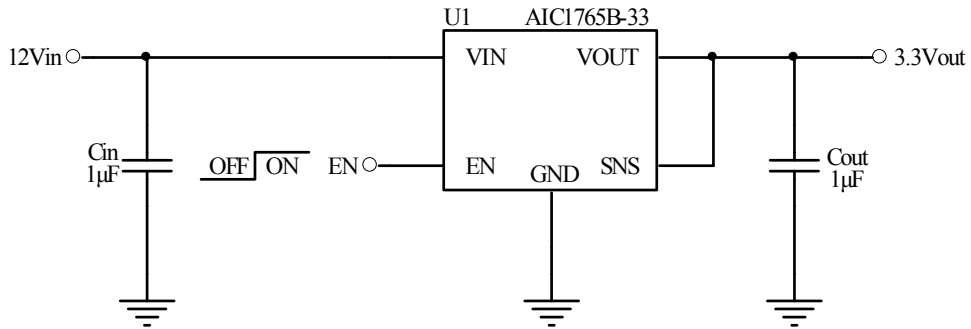 U1 AIC1765B-33
12Vin VIN VOUT 3.3Vout
Cin
1μF
OFF ON EN EN GND SNS
Cout
1μF